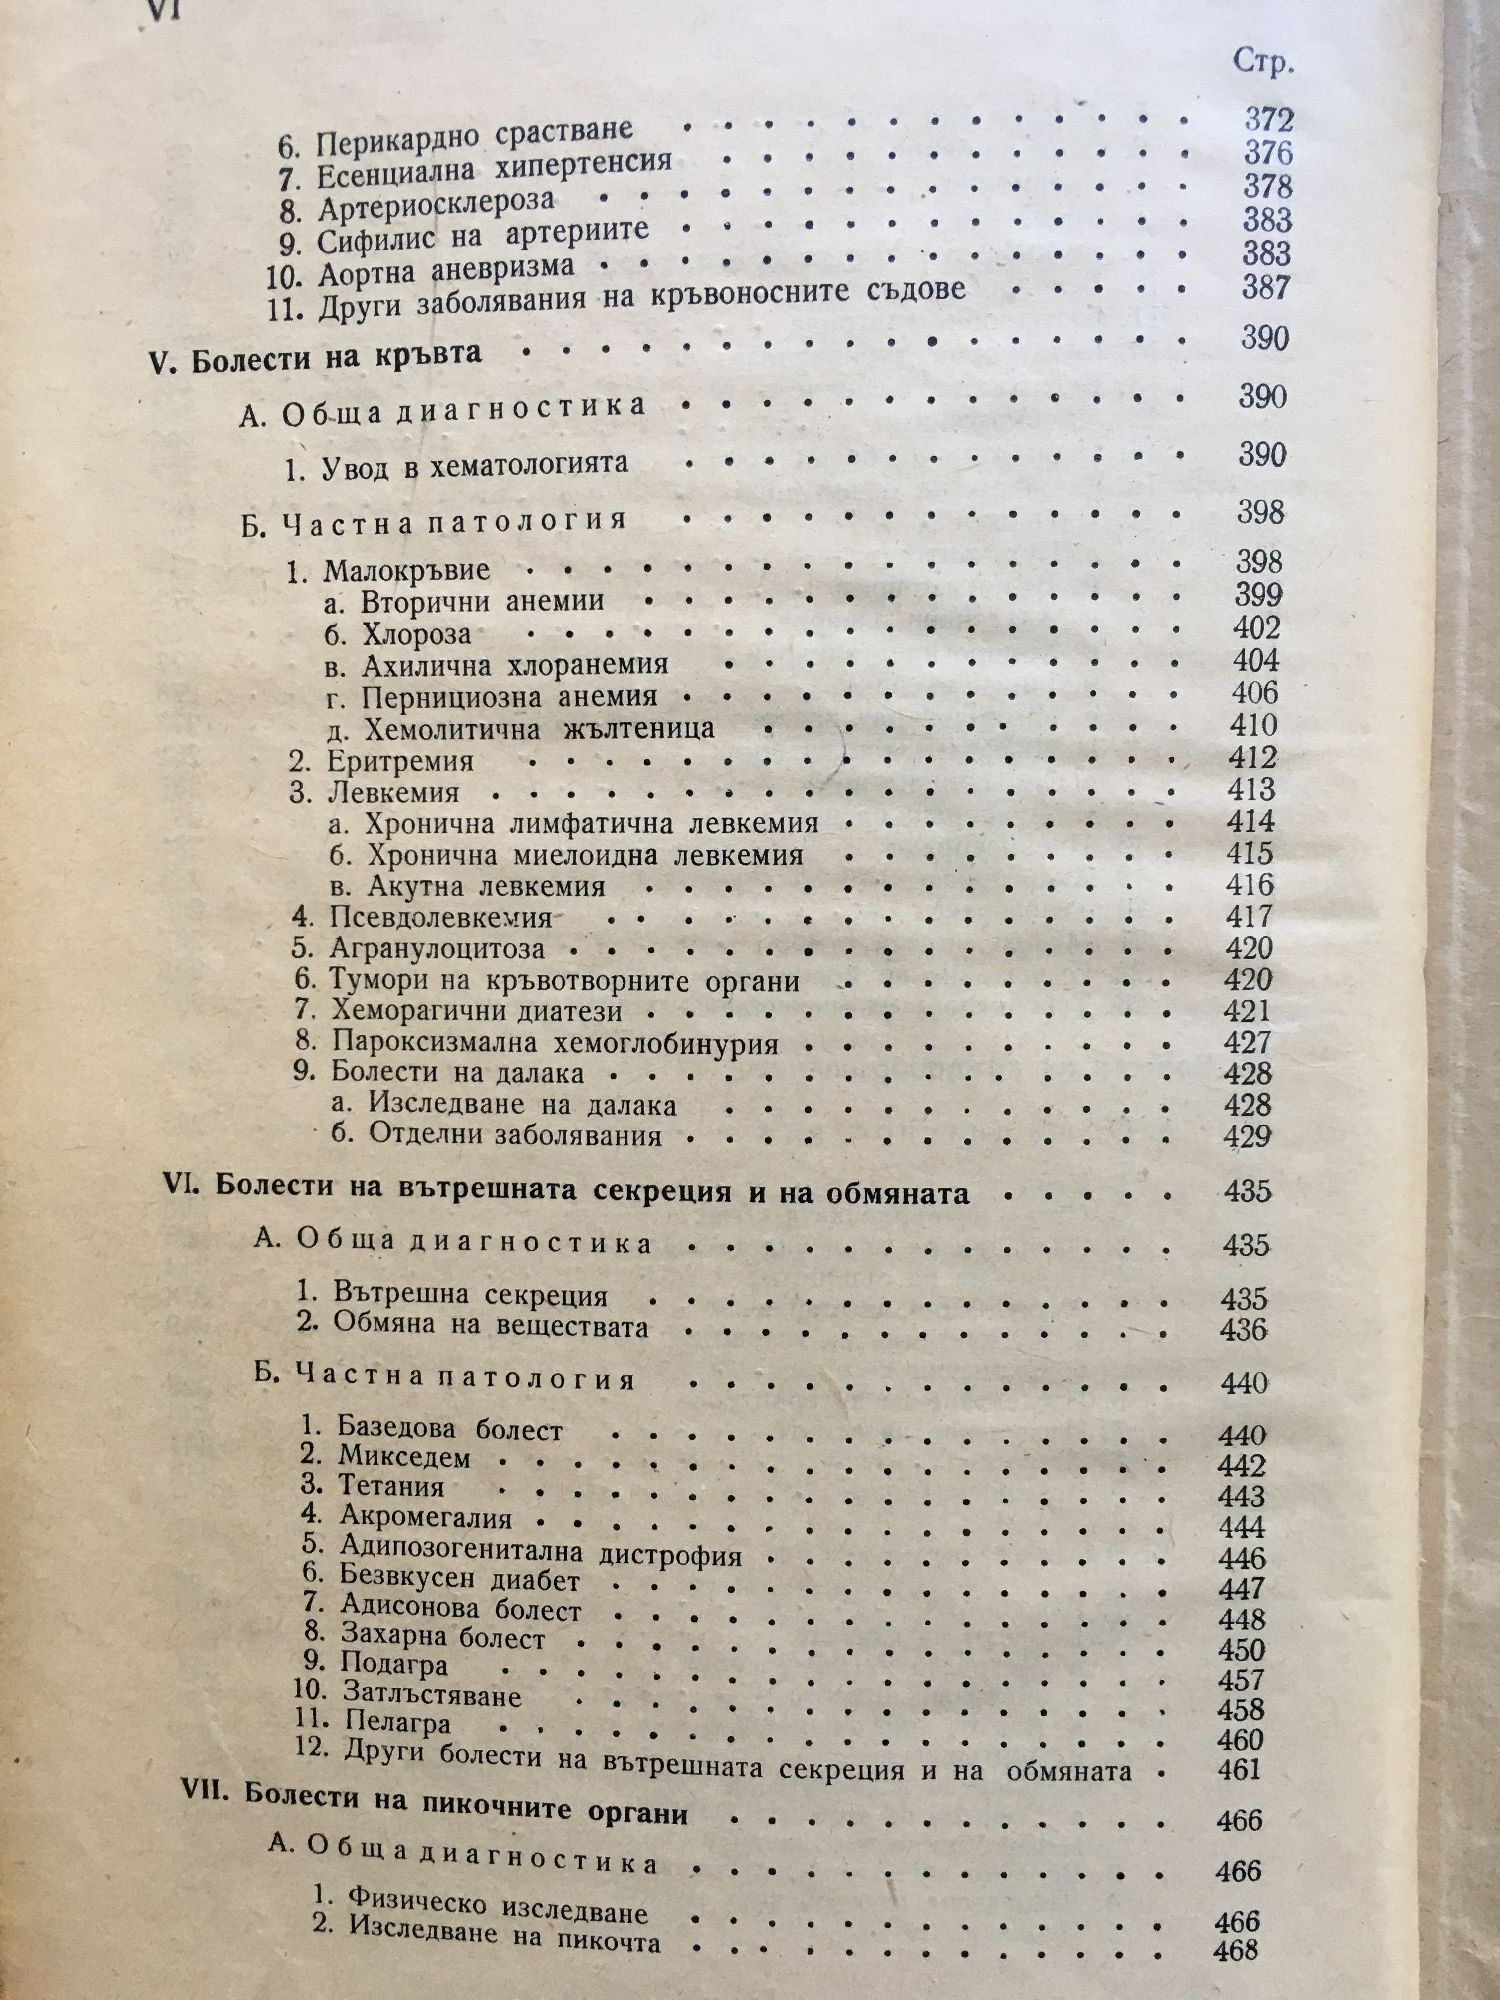 VI
Стр.
6. Перикардно срастване . . . . . . . . . . . . . 372
7. Есенциална хипертенсия . . . . . . . . . . . . 376
8. Артериосклероза . . . . . . . . . . . . . . . 378
9. Сифилис на артериите . . . . . . . . . . . . . 383
10. Аортна аневризма . . . . . . . . . . . . . . . 383
11. Други заболявания на кръвоносните съдове . . . . . 387
V. Болести на кръвта . . . . . . . . . . . . . . . . . 390
А. Обща диагностика . . . . . . . . . . . . . 390
1. Увод в хематологията . . . . . . . . . . . . . 390
Б. Частна патология . . . . . . . . . . . . . 398
1. Малокръвие . . . . . . . . . . . . . . . . . 398
а. Вторични анемии . . . . . . . . . . . . . . 399
б. Хлороза . . . . . . . . . . . . . . . . . 402
в. Ахилична хлоранемия . . . . . . . . . . . . 404
г. Пернициозна анемия . . . . . . . . . . . . . 406
д. Хемолитична жълтеница . . . . . . . . . . . 410
2. Еритремия . . . . . . . . . . . . . . . . . 412
3. Левкемия . . . . . . . . . . . . . . . . . . 413
а. Хронична лимфатична левкемия . . . . . . . . . 414
б. Хронична миелоидна левкемия . . . . . . . . . 415
в. Акутна левкемия . . . . . . . . . . . . . . 416
4. Псевдолевкемия . . . . . . . . . . . . . . . 417
5. Агранулоцитоза . . . . . . . . . . . . . . . . 420
6. Тумори на кръвотворните органи . . . . . . . . . 420
7. Хеморагични диатези . . . . . . . . . . . . . . 421
8. Пароксизмална хемоглобинурия . . . . . . . . . . 427
9. Болести на далака . . . . . . . . . . . . . . . 428
а. Изследване на далака . . . . . . . . . . . . 428
б. Отделни заболявания . . . . . . . . . . . . . 429
VI. Болести на вътрешната секреция и на обмяната . . . . . 435
А. Обща диагностика . . . . . . . . . . . . . 435
1. Вътрешна секреция . . . . . . . . . . . . . . 435
2. Обмяна на веществата . . . . . . . . . . . . . 436
Б. Частна патология . . . . . . . . . . . . . 440
1. Базедова болест . . . . . . . . . . . . . . . 440
2. Микседем . . . . . . . . . . . . . . . . . . 442
3. Тетания . . . . . . . . . . . . . . . . . . 443
4. Акромегалия . . . . . . . . . . . . . . . . . 444
5. Адипозогенитална дистрофия . . . . . . . . . . . 446
6. Безвкусен диабет . . . . . . . . . . . . . . . 447
7. Адисонова болест . . . . . . . . . . . . . . . 448
8. Захарна болест . . . . . . . . . . . . . . . . 450
9. Подагра . . . . . . . . . . . . . . . . . . 457
10. Затлъстяване . . . . . . . . . . . . . . . . 458
11. Пелагра . . . . . . . . . . . . . . . . . . 460
12. Други болести на вътрешната секреция и на обмяната . 461
VII. Болести на пикочните органи . . . . . . . . . . . . 466
А. Обща диагностика . . . . . . . . . . . . . 466
1. Физическо изследване . . . . . . . . . . . . . 466
2. Изследване на пикочта . . . . . . . . . . . . . 468